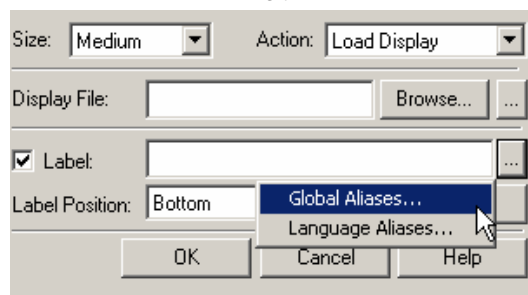 Size: Medium Action: Load Display
Display File: Browse... ...
Label: ...
Global Aliases...
Label Position: Bottom
Language Aliases...
OK Cancel Help